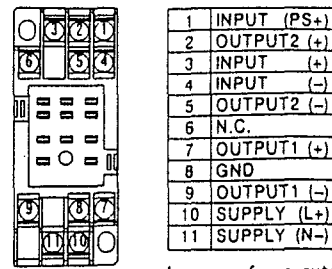 3 2 1
6 5 4
9 8 7
11 10
1 INPUT (PS+)
2 OUTPUT2 (+)
3 INPUT (+)
4 INPUT (−)
5 OUTPUT2 (−)
6 N.C.
7 OUTPUT1 (+)
8 GND
9 OUTPUT1 (−)
10 SUPPLY (L+)
11 SUPPLY (N−)